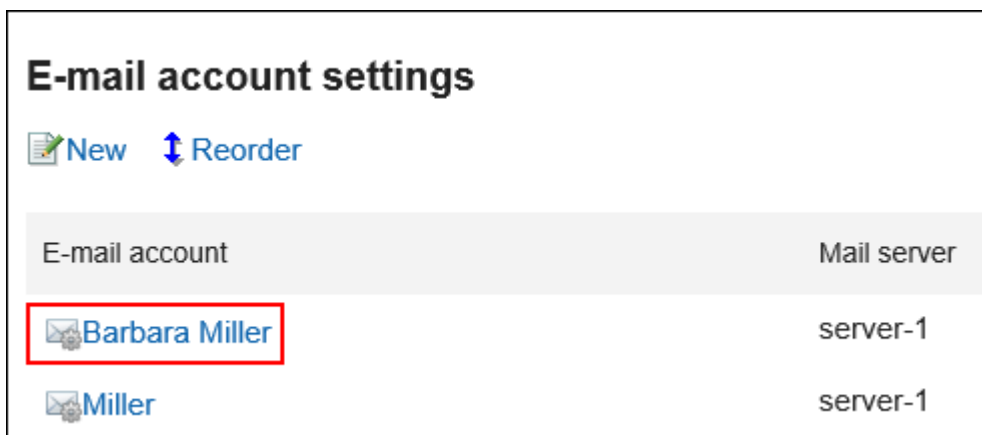 E-mail account settings
New Reorder
E-mail account Mail server
Barbara Miller server-1
Miller server-1